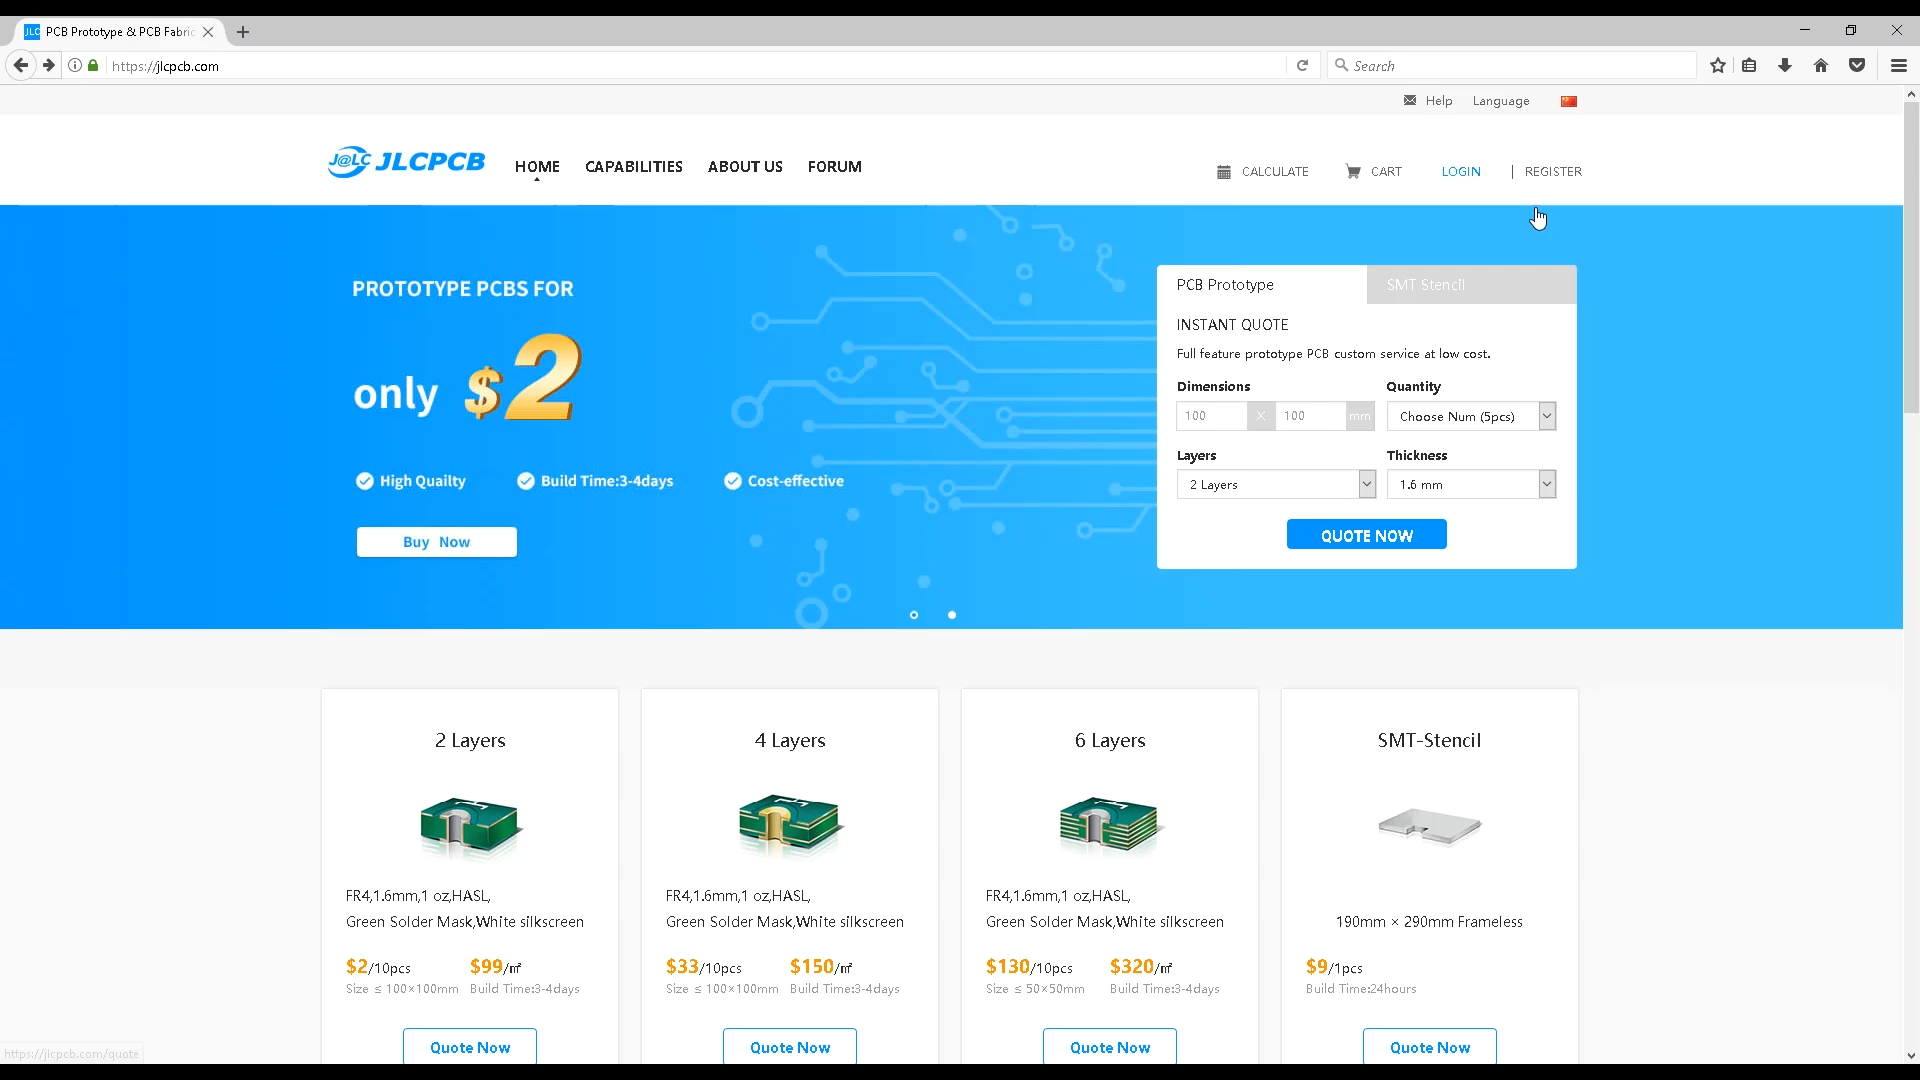 JLC PCB Prototype & PCB Fabric
https://jlcpcb.com
Search
Help Language
J@LC JLCPCB HOME CAPABILITIES ABOUT US FORUM
CALCULATE CART LOGIN | REGISTER
PROTOTYPE PCBS FOR
only $2
High Quailty Build Time:3-4days Cost-effective
Buy Now
PCB Prototype SMT Stencil
INSTANT QUOTE
Full feature prototype PCB custom service at low cost.
Dimensions Quantity
100 × 100 mm Choose Num (5pcs)
Layers Thickness
2 Layers 1.6 mm
QUOTE NOW
2 Layers
FR4,1.6mm,1 oz,HASL,
Green Solder Mask,White silkscreen
$2/10pcs $99/㎡
Size ≤ 100×100mm Build Time:3-4days
Quote Now
4 Layers
FR4,1.6mm,1 oz,HASL,
Green Solder Mask,White silkscreen
$33/10pcs $150/㎡
Size ≤ 100×100mm Build Time:3-4days
Quote Now
6 Layers
FR4,1.6mm,1 oz,HASL,
Green Solder Mask,White silkscreen
$130/10pcs $320/㎡
Size ≤ 50×50mm Build Time:3-4days
Quote Now
SMT-Stencil
190mm × 290mm Frameless
$9/1pcs
Build Time:24hours
Quote Now
https://jlcpcb.com/quote